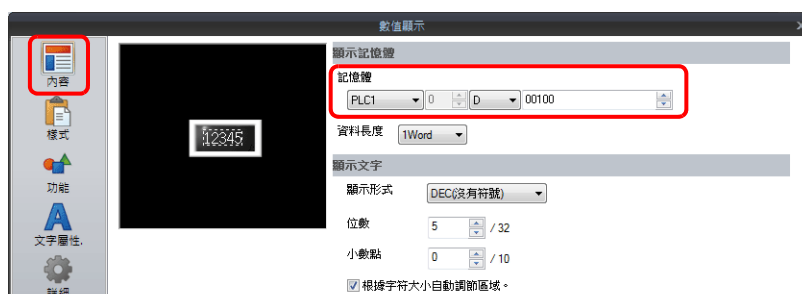 數值顯示
內容
樣式
功能
文字屬性.
詳細
12345
顯示記憶體
記憶體
PLC1 0 D 00100
資料長度 1Word
顯示文字
顯示形式 DEC(沒有符號)
位數 5 / 32
小數點 0 / 10
根據字符大小自動調節區域。